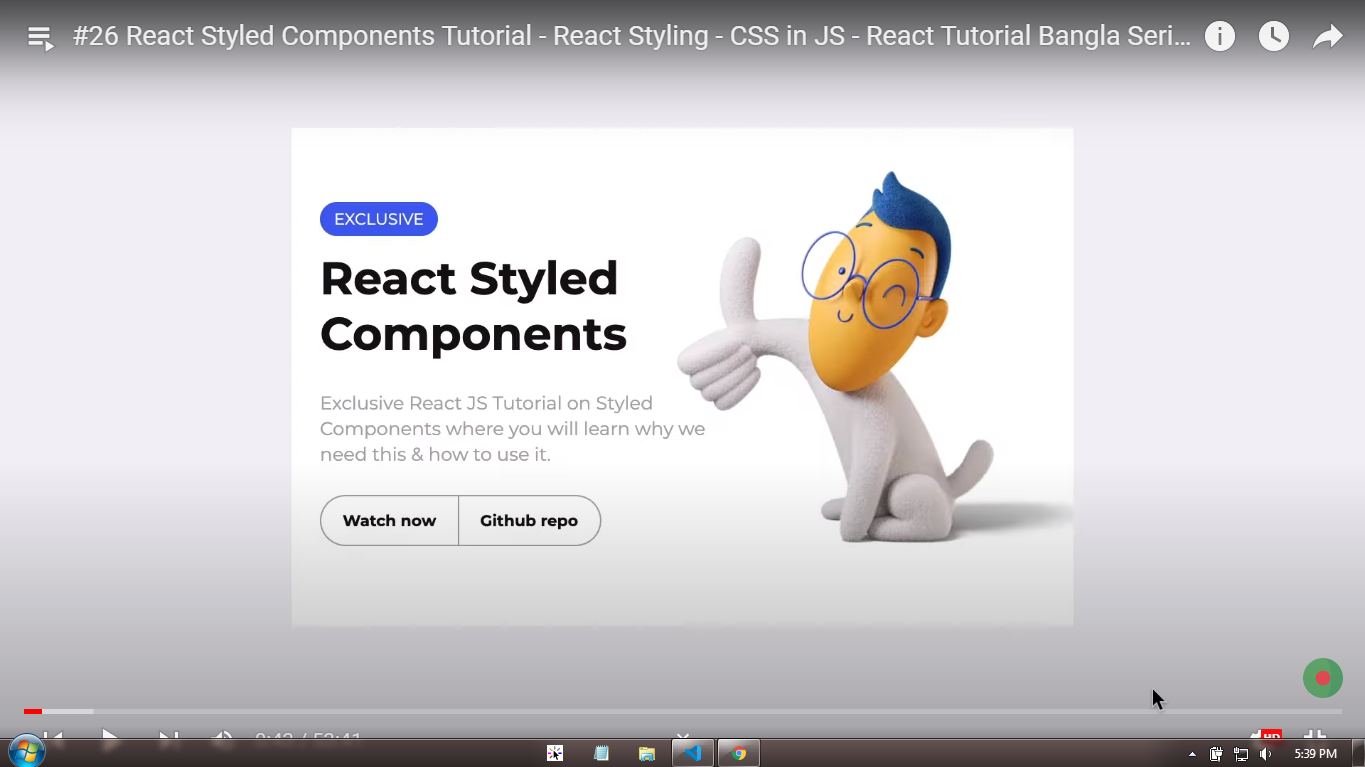 #26 React Styled Components Tutorial - React Styling - CSS in JS - React Tutorial Bangla Seri...
EXCLUSIVE
React Styled
Components
Exclusive React JS Tutorial on Styled
Components where you will learn why we
need this & how to use it.
Watch now
Github repo
HD
5:39 PM